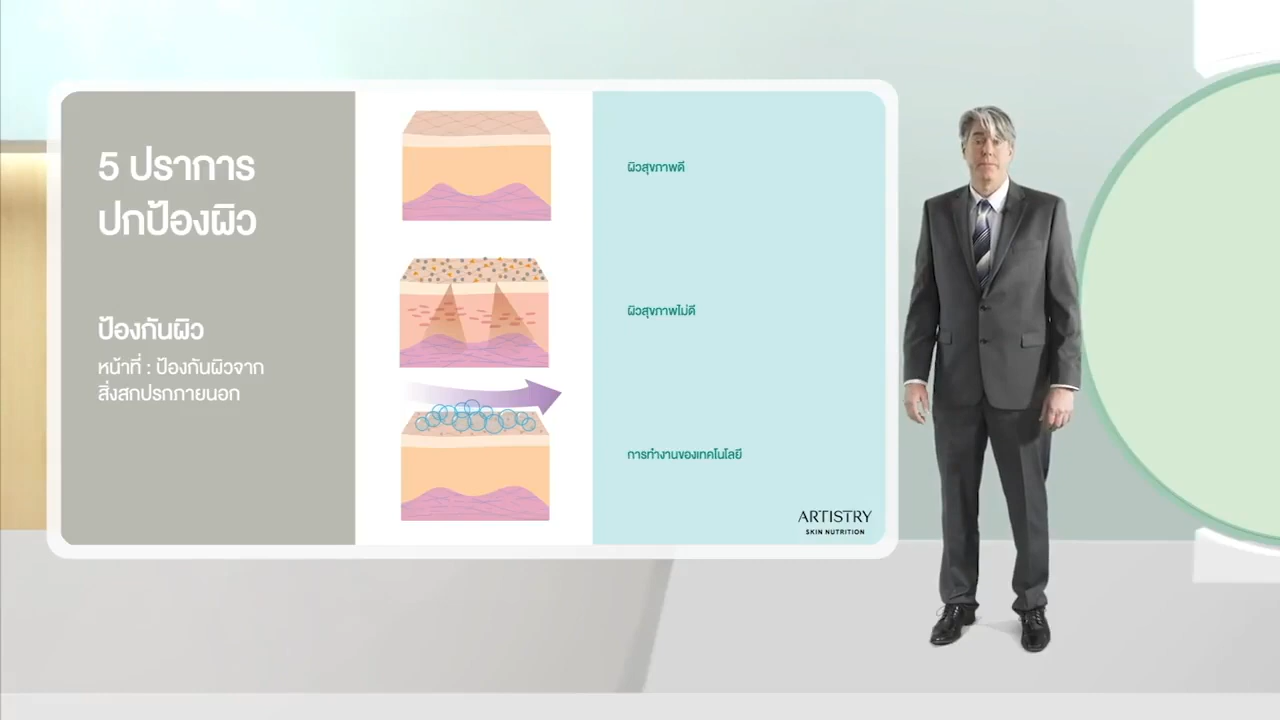 5 ปราการ
ปกป้องผิว
ป้องกันผิว
หน้าที่ : ป้องกันผิวจาก
สิ่งสกปรกภายนอก
ผิวสุขภาพดี
ผิวสุขภาพไม่ดี
การทำงานของเทคโนโลยี
ARTISTRY
SKIN NUTRITION